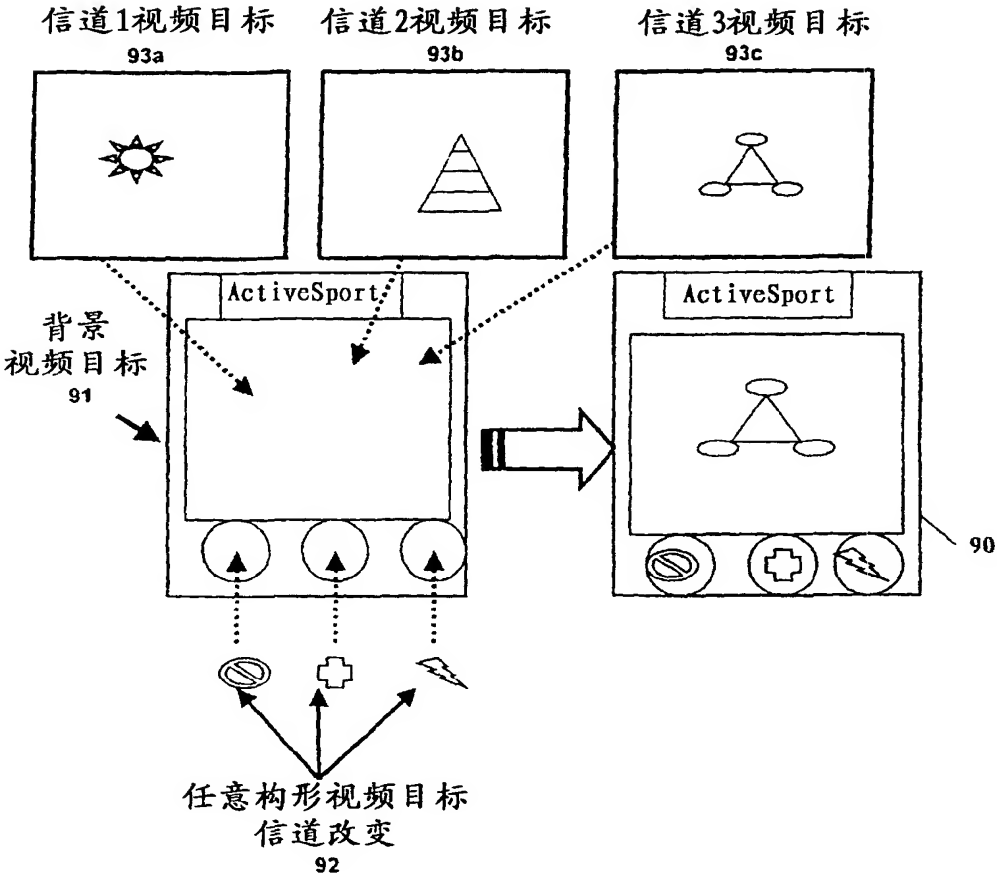 信道1视频目标
93a
信道2视频目标
93b
信道3视频目标
93c
ActiveSport
ActiveSport
背景
视频目标
91
90
任意构形视频目标
信道改变
92